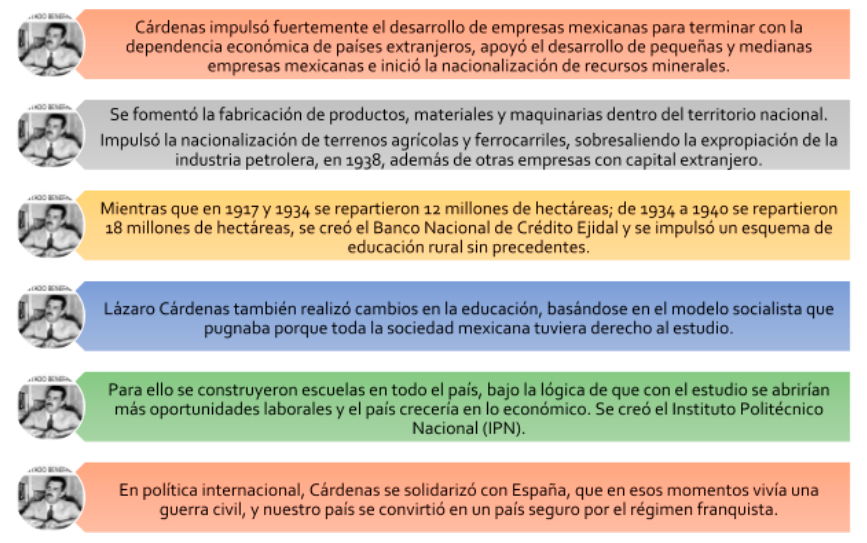 Cárdenas impulsó fuertemente el desarrollo de empresas mexicanas para terminar con la
dependencia económica de países extranjeros, apoyó el desarrollo de pequeñas y medianas
empresas mexicanas e inició la nacionalización de recursos minerales.
Se fomentó la fabricación de productos, materiales y maquinarias dentro del territorio nacional.
Impulsó la nacionalización de terrenos agrícolas y ferrocarriles, sobresaliendo la expropiación de la
industria petrolera, en 1938, además de otras empresas con capital extranjero.
Mientras que en 1917 y 1934 se repartieron 12 millones de hectáreas; de 1934 a 1940 se repartieron
18 millones de hectáreas, se creó el Banco Nacional de Crédito Ejidal y se impulsó un esquema de
educación rural sin precedentes.
Lázaro Cárdenas también realizó cambios en la educación, basándose en el modelo socialista que
pugnaba porque toda la sociedad mexicana tuviera derecho al estudio.
Para ello se construyeron escuelas en todo el país, bajo la lógica de que con el estudio se abrirían
más oportunidades laborales y el país crecería en lo económico. Se creó el Instituto Politécnico
Nacional (IPN).
En política internacional, Cárdenas se solidarizó con España, que en esos momentos vivía una
guerra civil, y nuestro país se convirtió en un país seguro por el régimen franquista.